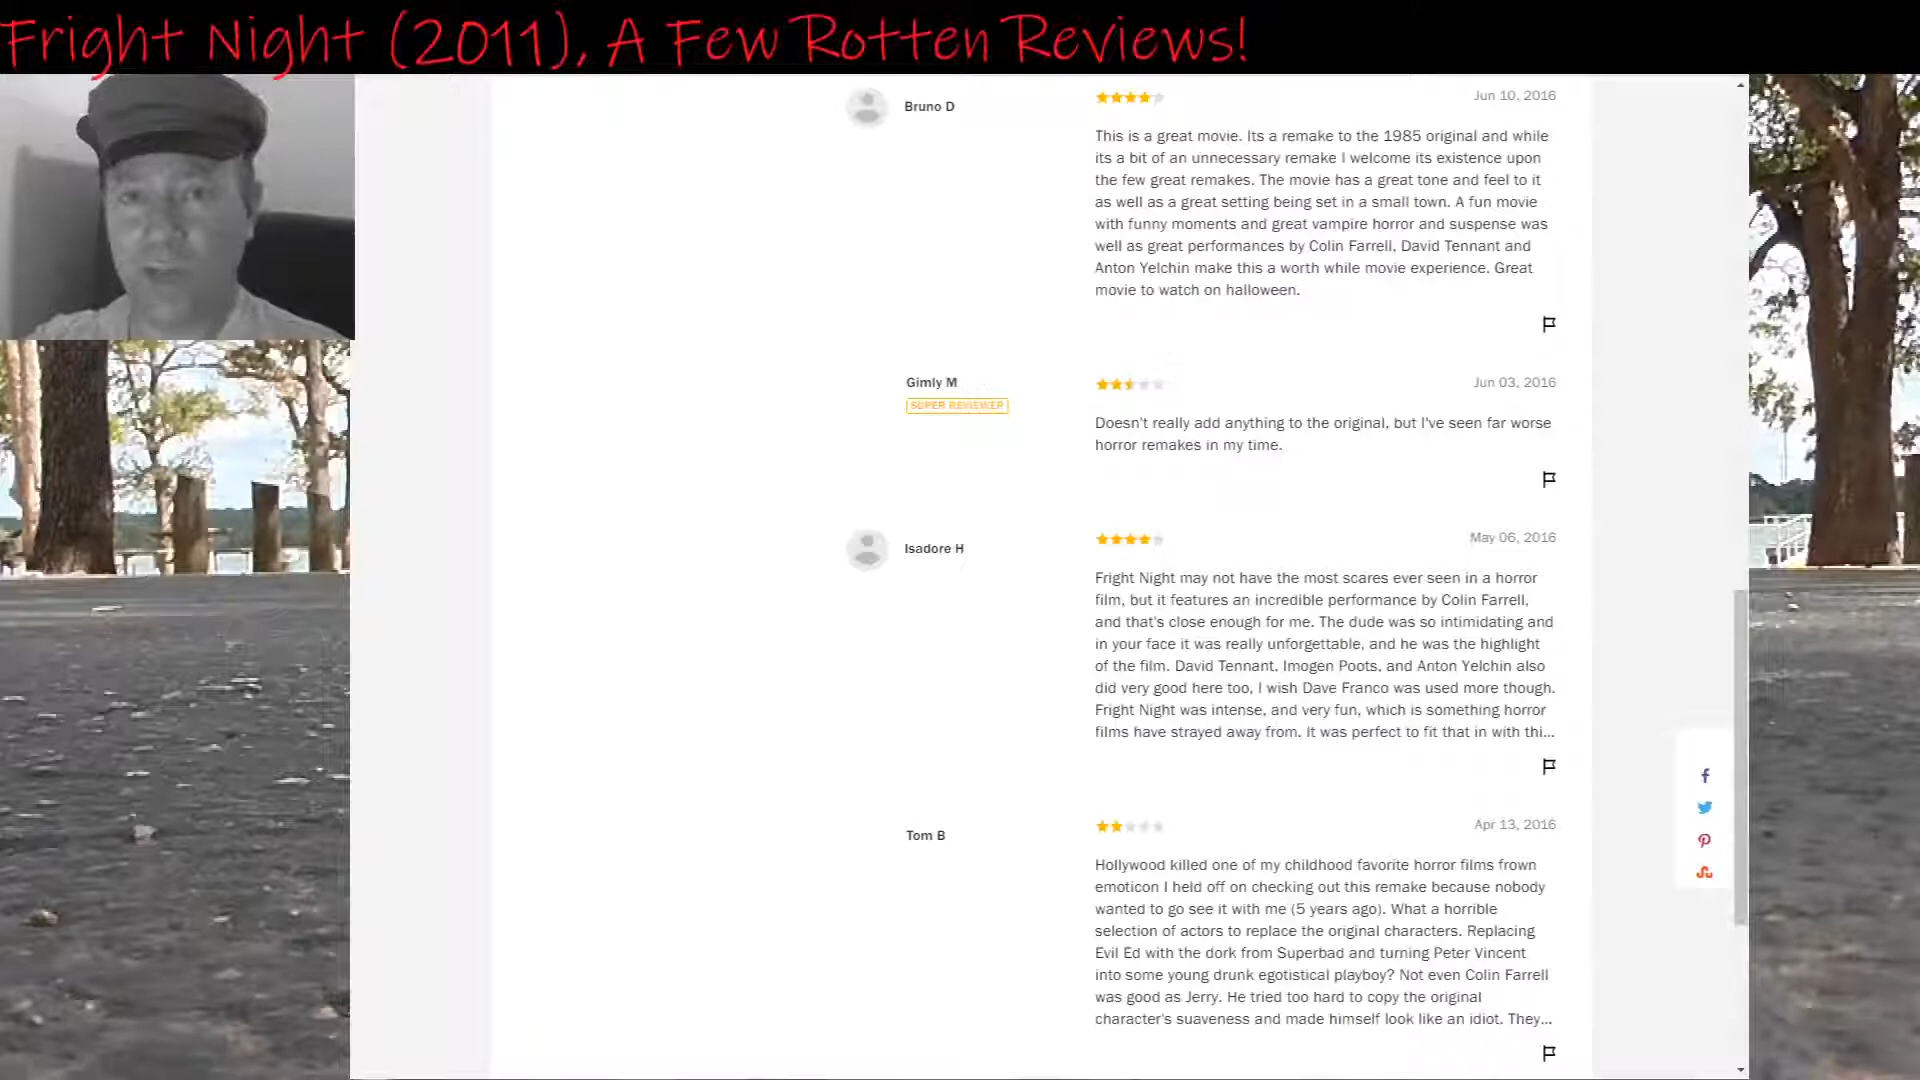 Fright Night (2011), A Few Rotten Reviews!
Bruno D
Jun 10, 2016
This is a great movie. Its a remake to the 1985 original and while
its a bit of an unnecessary remake I welcome its existence upon
the few great remakes. The movie has a great tone and feel to it
as well as a great setting being set in a small town. A fun movie
with funny moments and great vampire horror and suspense was
well as great performances by Colin Farrell, David Tennant and
Anton Yelchin make this a worth while movie experience. Great
movie to watch on halloween.
Gimly M
SUPER REVIEWER
Jun 03, 2016
Doesn't really add anything to the original, but I've seen far worse
horror remakes in my time.
Isadore H
May 06, 2016
Fright Night may not have the most scares ever seen in a horror
film, but it features an incredible performance by Colin Farrell,
and that's close enough for me. The dude was so intimidating and
in your face it was really unforgettable, and he was the highlight
of the film. David Tennant, Imogen Poots, and Anton Yelchin also
did very good here too, I wish Dave Franco was used more though.
Fright Night was intense, and very fun, which is something horror
films have strayed away from. It was perfect to fit that in with thi...
Tom B
Apr 13, 2016
Hollywood killed one of my childhood favorite horror films frown
emoticon I held off on checking out this remake because nobody
wanted to go see it with me (5 years ago). What a horrible
selection of actors to replace the original characters. Replacing
Evil Ed with the dork from Superbad and turning Peter Vincent
into some young drunk egotistical playboy? Not even Colin Farrell
was good as Jerry. He tried too hard to copy the original
character's suaveness and made himself look like an idiot. They...